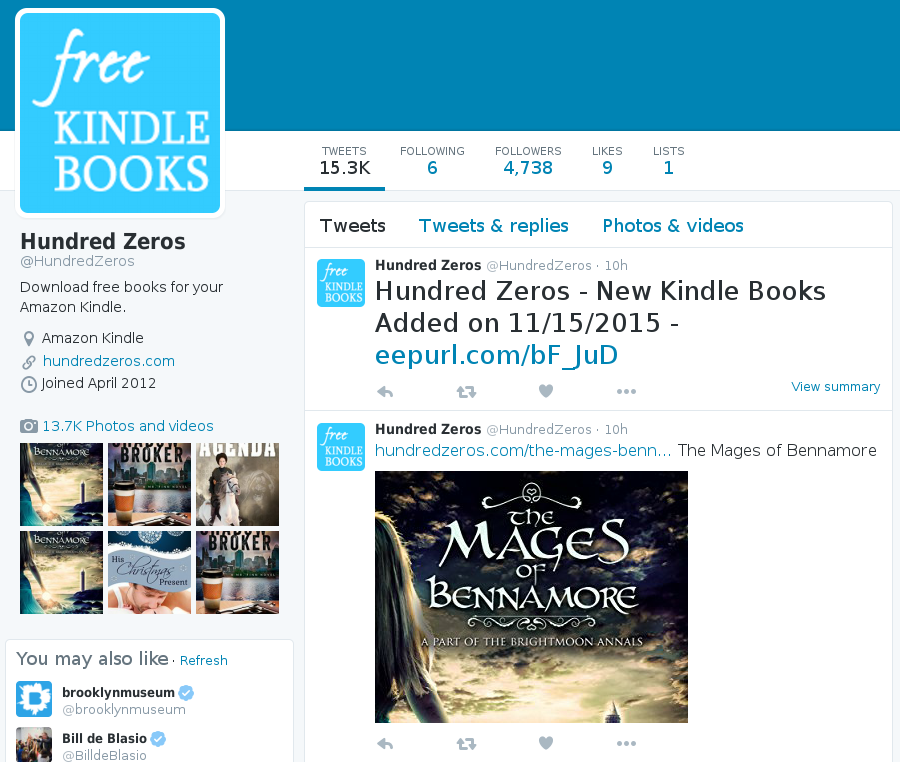 free
KINDLE
BOOKS
TWEETS
15.3K
FOLLOWING
6
FOLLOWERS
4,738
LIKES
9
LISTS
1
Hundred Zeros
@HundredZeros
Download free books for your
Amazon Kindle.
Amazon Kindle
hundredzeros.com
Joined April 2012
13.7K Photos and videos
BENNAMORE
BROKER
AGENDA
BENNAMORE
His
Christmas
Present
BROKER
You may also like · Refresh
brooklynmuseum
@brooklynmuseum
Bill de Blasio
@BilldeBlasio
Tweets
Tweets & replies
Photos & videos
free
KINDLE
BOOKS
Hundred Zeros @HundredZeros · 10h
Hundred Zeros - New Kindle Books
Added on 11/15/2015 -
eepurl.com/bF_JuD
View summary
free
KINDLE
BOOKS
Hundred Zeros @HundredZeros · 10h
hundredzeros.com/the-mages-benn... The Mages of Bennamore
THE
MAGES
OF
BENNAMORE
A PART OF THE BRIGHTMOON ANNALS